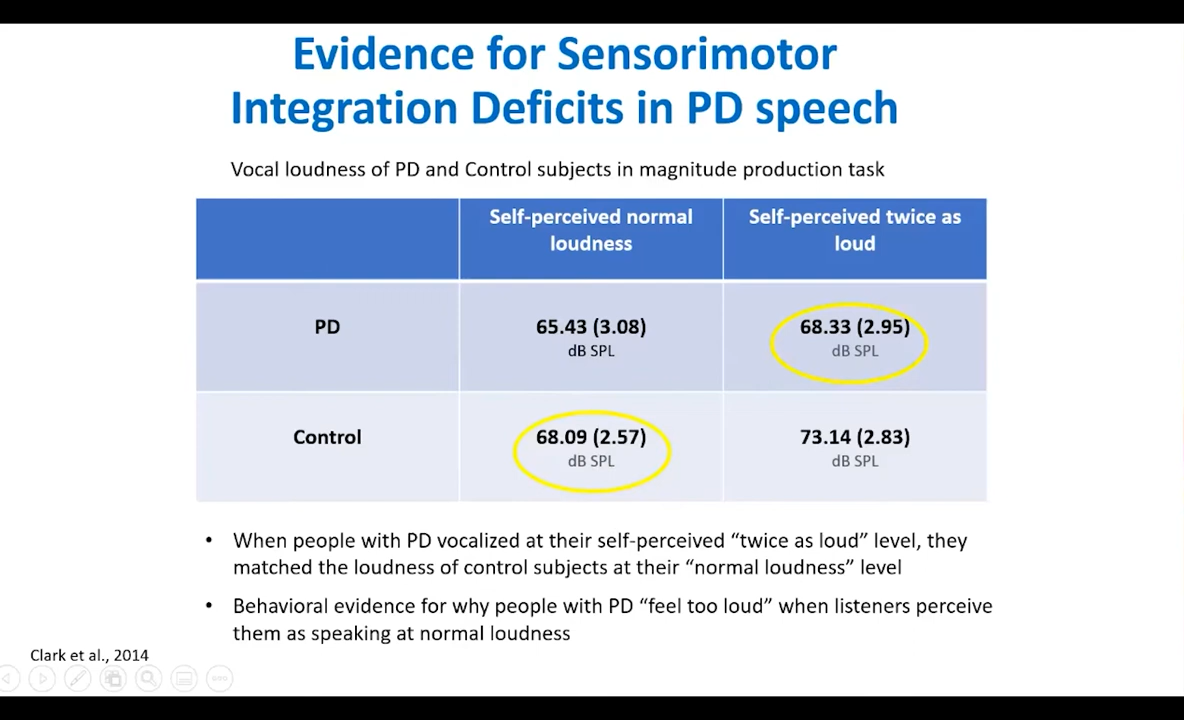 Evidence for Sensorimotor
Integration Deficits in PD speech
Vocal loudness of PD and Control subjects in magnitude production task
Self-perceived normal
loudness
Self-perceived twice as
loud
PD
65.43 (3.08)
dB SPL
68.33 (2.95)
dB SPL
Control
68.09 (2.57)
dB SPL
73.14 (2.83)
dB SPL
• When people with PD vocalized at their self-perceived “twice as loud” level, they
matched the loudness of control subjects at their “normal loudness” level
• Behavioral evidence for why people with PD “feel too loud” when listeners perceive
them as speaking at normal loudness
Clark et al., 2014